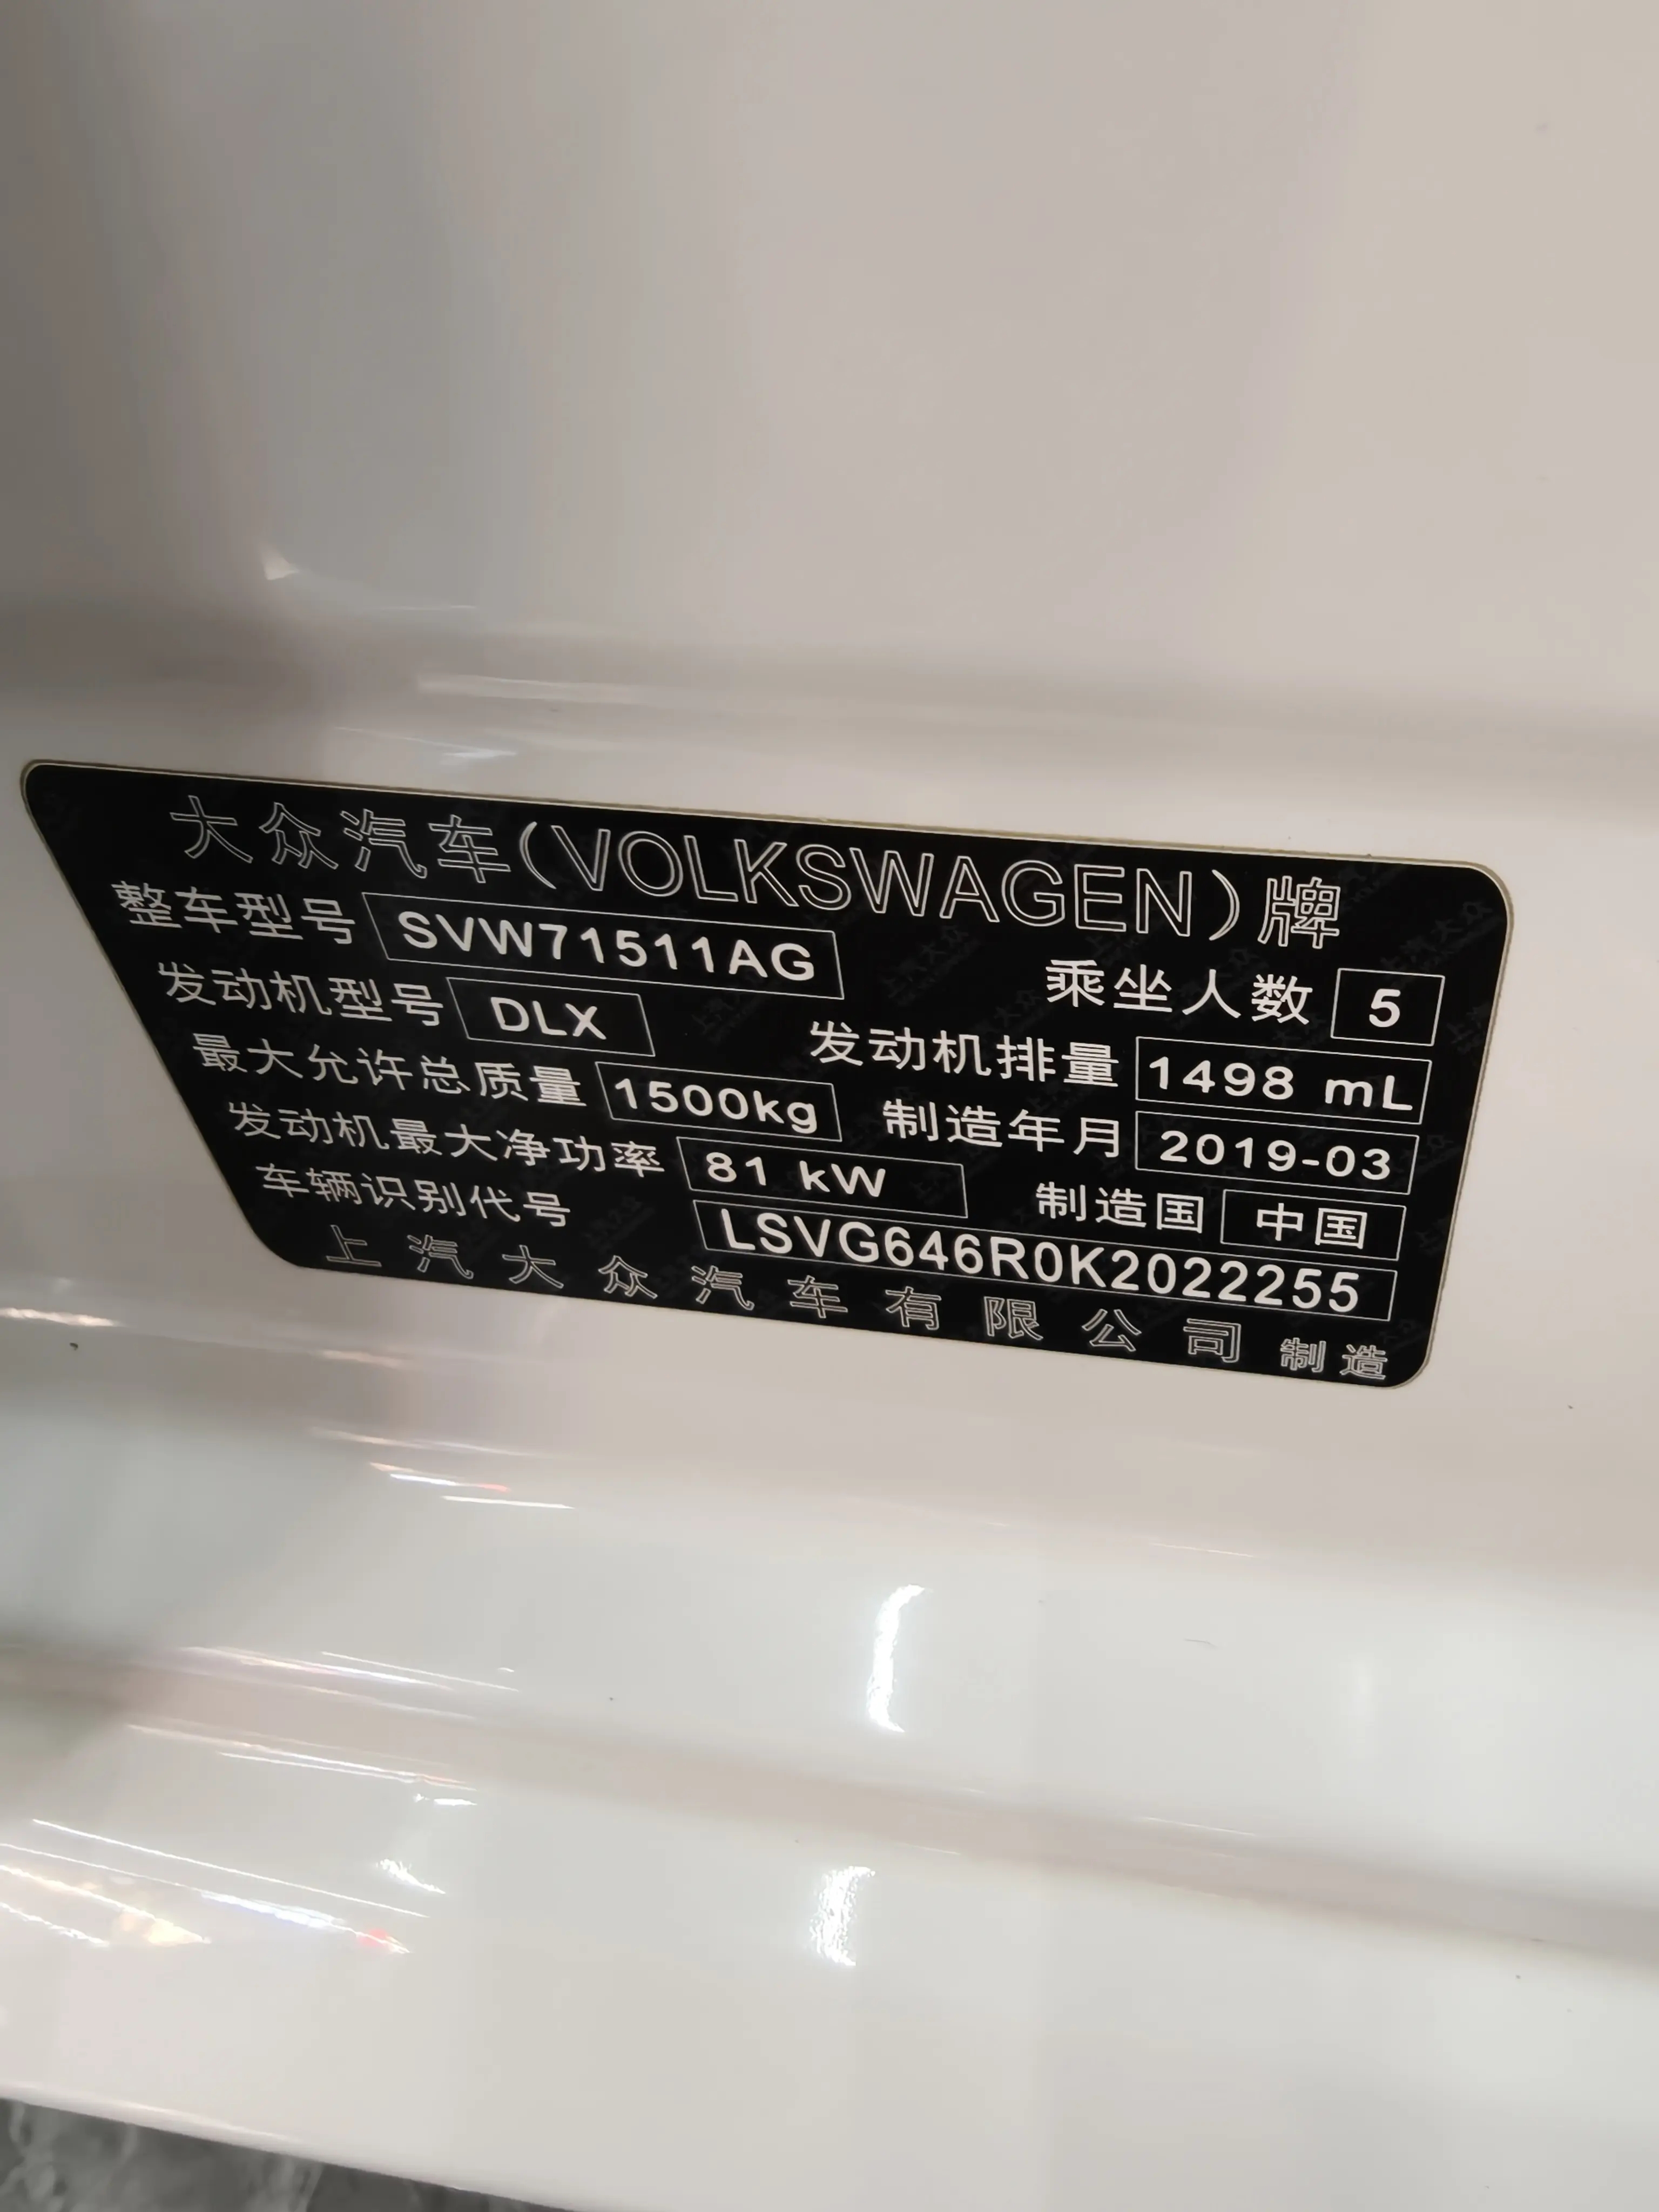 大众汽车(VOLKSWAGEN)牌
整车型号 SVW71511AG 乘坐人数 5
发动机型号 DLX 发动机排量 1498 mL
最大允许总质量 1500kg 制造年月 2019-03
发动机最大净功率 81 kW 制造国 中国
车辆识别代号 LSVG646R0K2022255
上汽大众汽车有限公司 制造